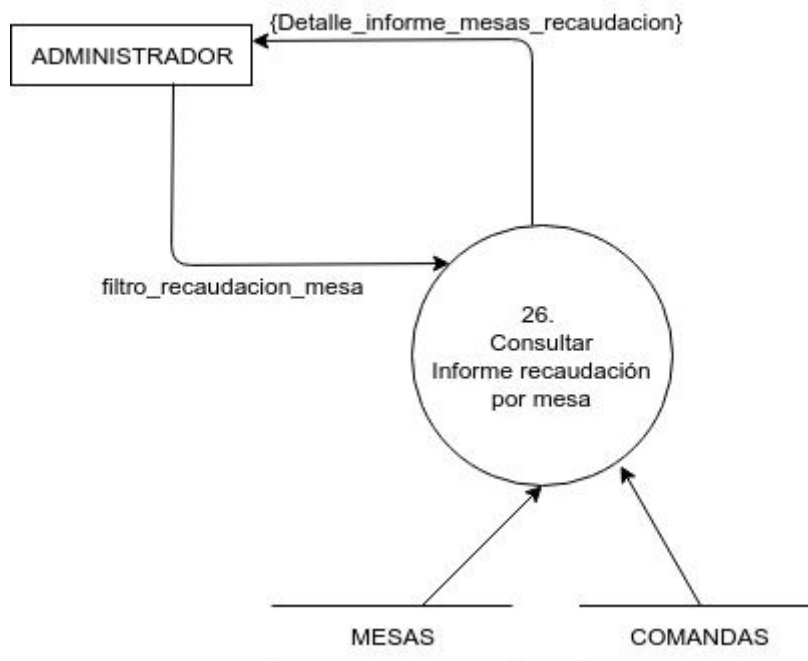 {Detalle_informe_mesas_recaudacion}
ADMINISTRADOR
filtro_recaudacion_mesa
26.
Consultar
Informe recaudación
por mesa
MESAS
COMANDAS